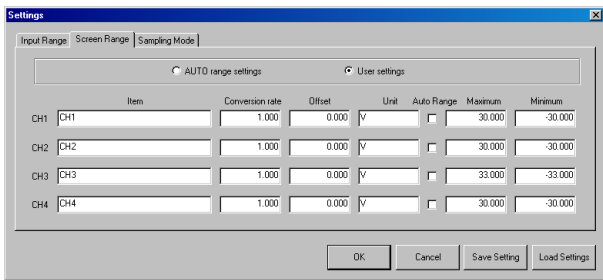 Settings
Input Range Screen Range Sampling Mode
AUTO range settings User settings
Item Conversion rate Offset Unit Auto Range Maximum Minimum
CH1 CH1 1.000 0.000 V 30.000 -30.000
CH2 CH2 1.000 0.000 V 30.000 -30.000
CH3 CH3 1.000 0.000 V 33.000 -33.000
CH4 CH4 1.000 0.000 V 30.000 -30.000
OK Cancel Save Setting Load Settings